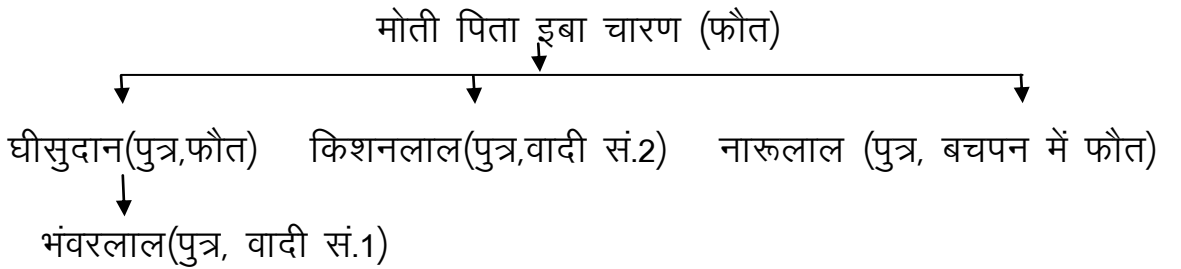 मोती पिता इबा चारण (फौत)
घीसुदान(पुत्र,फौत) किशनलाल(पुत्र,वादी सं.2) नारूलाल (पुत्र, बचपन में फौत)
भंवरलाल(पुत्र, वादी सं.1)